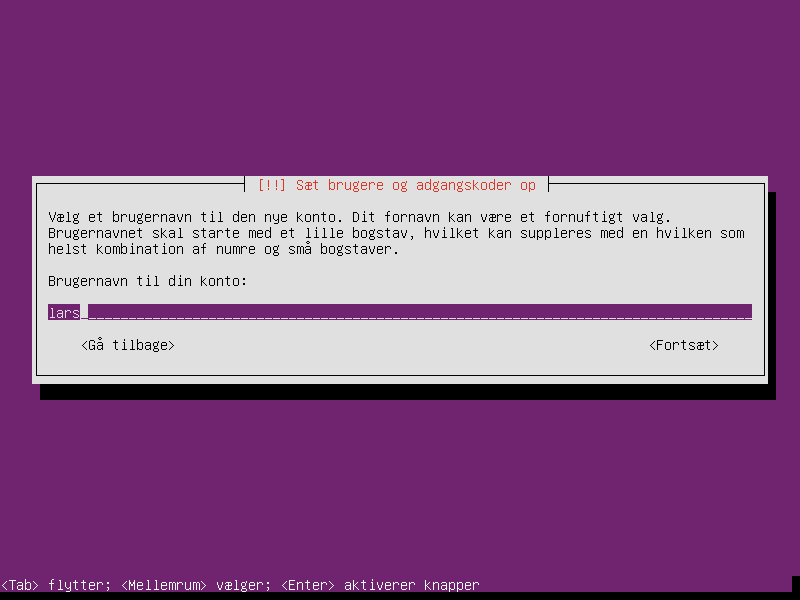 [!!] Sæt brugere og adgangskoder op
Vælg et brugernavn til den nye konto. Dit fornavn kan være et fornuftigt valg.
Brugernavnet skal starte med et lille bogstav, hvilket kan suppleres med en hvilken som
helst kombination af numre og små bogstaver.
Brugernavn til din konto:
lars
<Gå tilbage> <Fortsæt>
<Tab> flytter; <Mellemrum> vælger; <Enter> aktiverer knapper